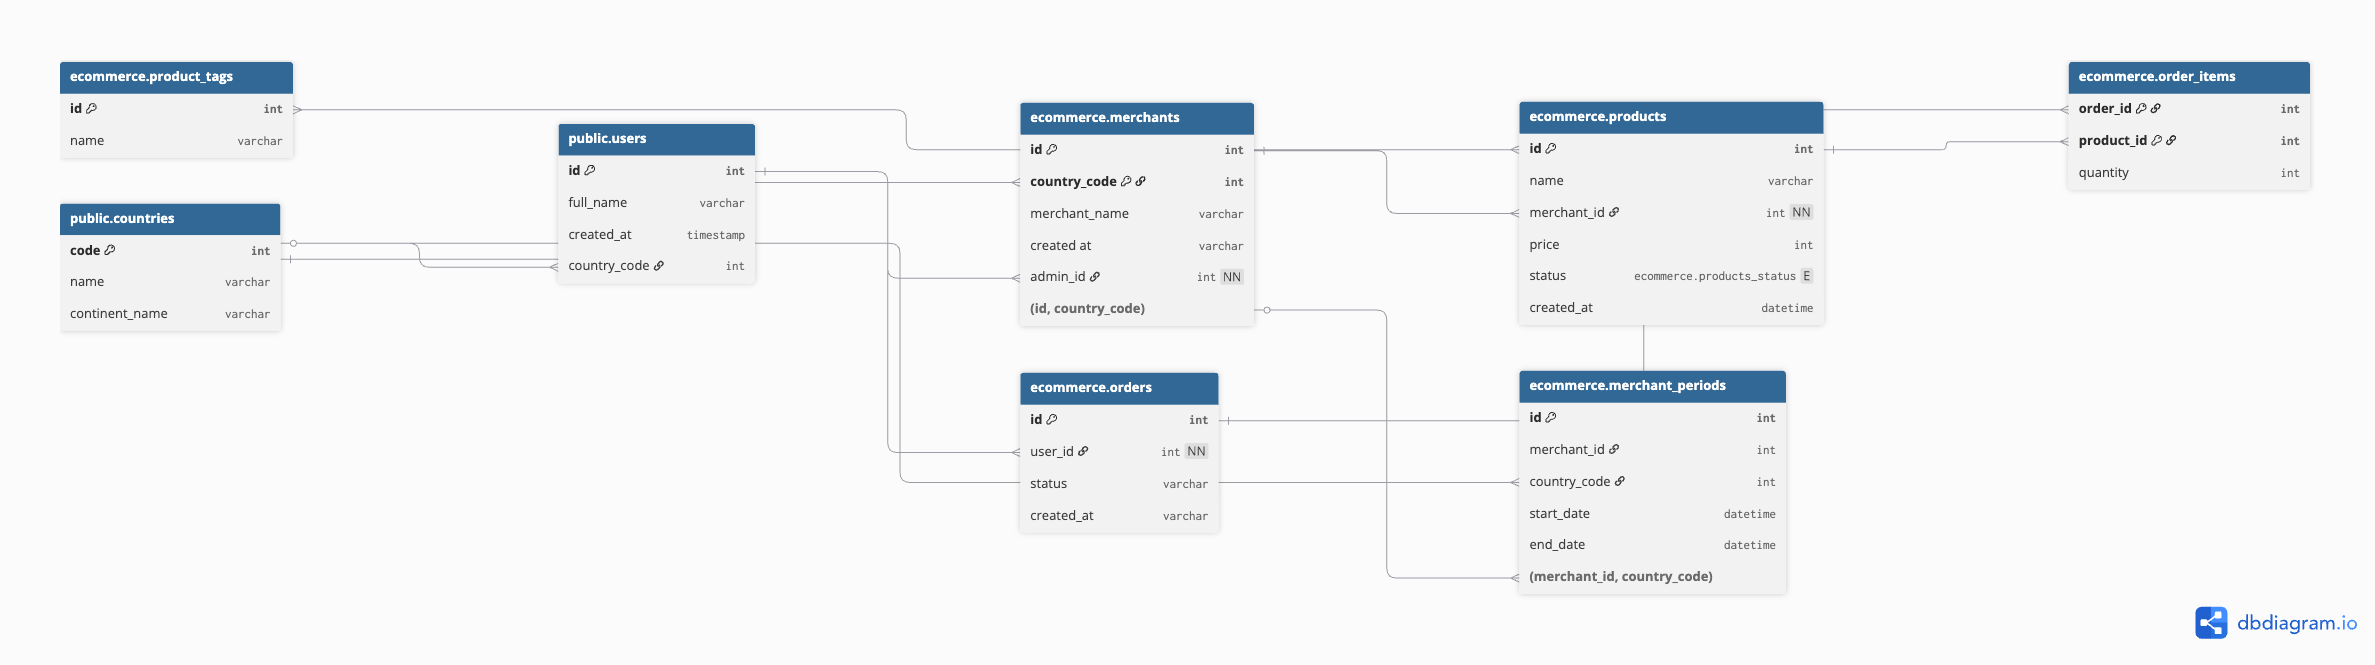 ecommerce.product_tags
id int
name varchar
public.countries
code int
name varchar
continent_name varchar
public.users
id int
full_name varchar
created_at timestamp
country_code int
ecommerce.merchants
id int
country_code int
merchant_name varchar
created at varchar
admin_id int NN
(id, country_code)
ecommerce.orders
id int
user_id int NN
status varchar
created_at varchar
ecommerce.products
id int
name varchar
merchant_id int NN
price int
status ecommerce.products_status E
created_at datetime
ecommerce.merchant_periods
id int
merchant_id int
country_code int
start_date datetime
end_date datetime
(merchant_id, country_code)
ecommerce.order_items
order_id int
product_id int
quantity int
dbdiagram.io